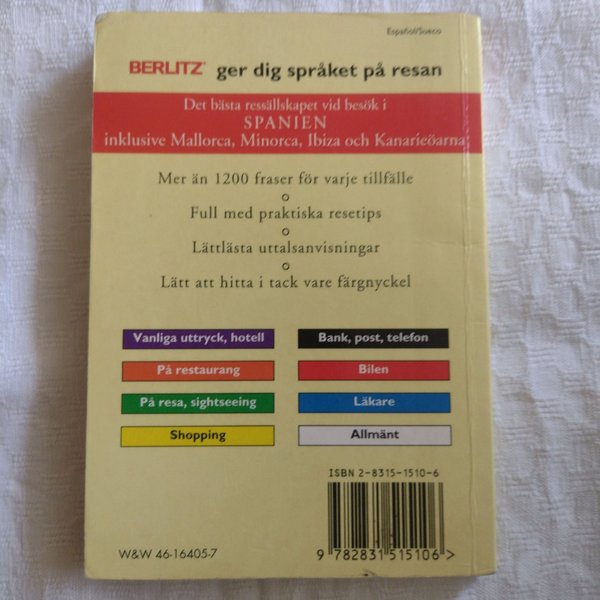 Español/Sueco
BERLITZ® ger dig språket på resan
Det bästa ressällskapet vid besök i
SPANIEN
inklusive Mallorca, Minorca, Ibiza och Kanarieöarna
Mer än 1200 fraser för varje tillfälle
Full med praktiska resetips
Lättlästa uttalsanvisningar
Lätt att hitta i tack vare färgnyckel
Vanliga uttryck, hotell
Bank, post, telefon
På restaurang
Bilen
På resa, sightseeing
Läkare
Shopping
Allmänt
ISBN 2-8315-1510-6
W&W 46-16405-7
9 782831 515106 >